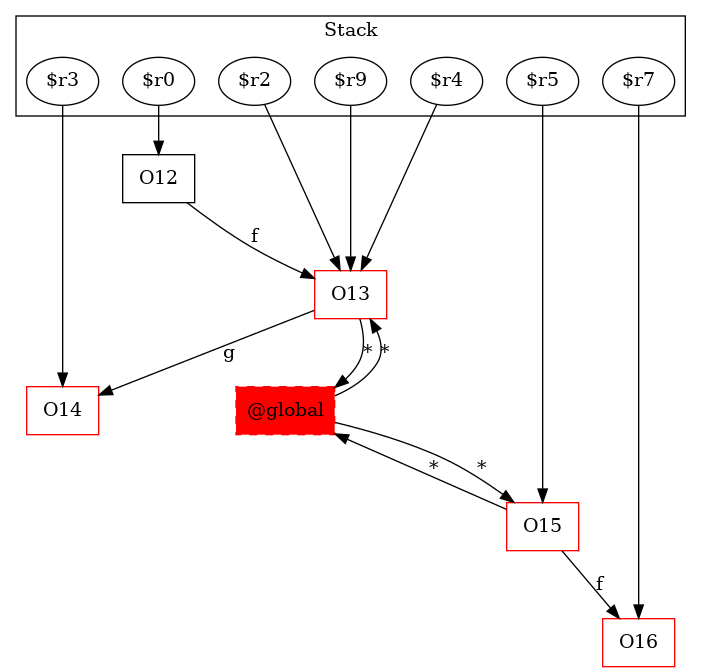 Stack
$r3 $r0 $r2 $r9 $r4 $r5 $r7
O12
f
O13
g * *
O14 @global
* *
O15
f
O16